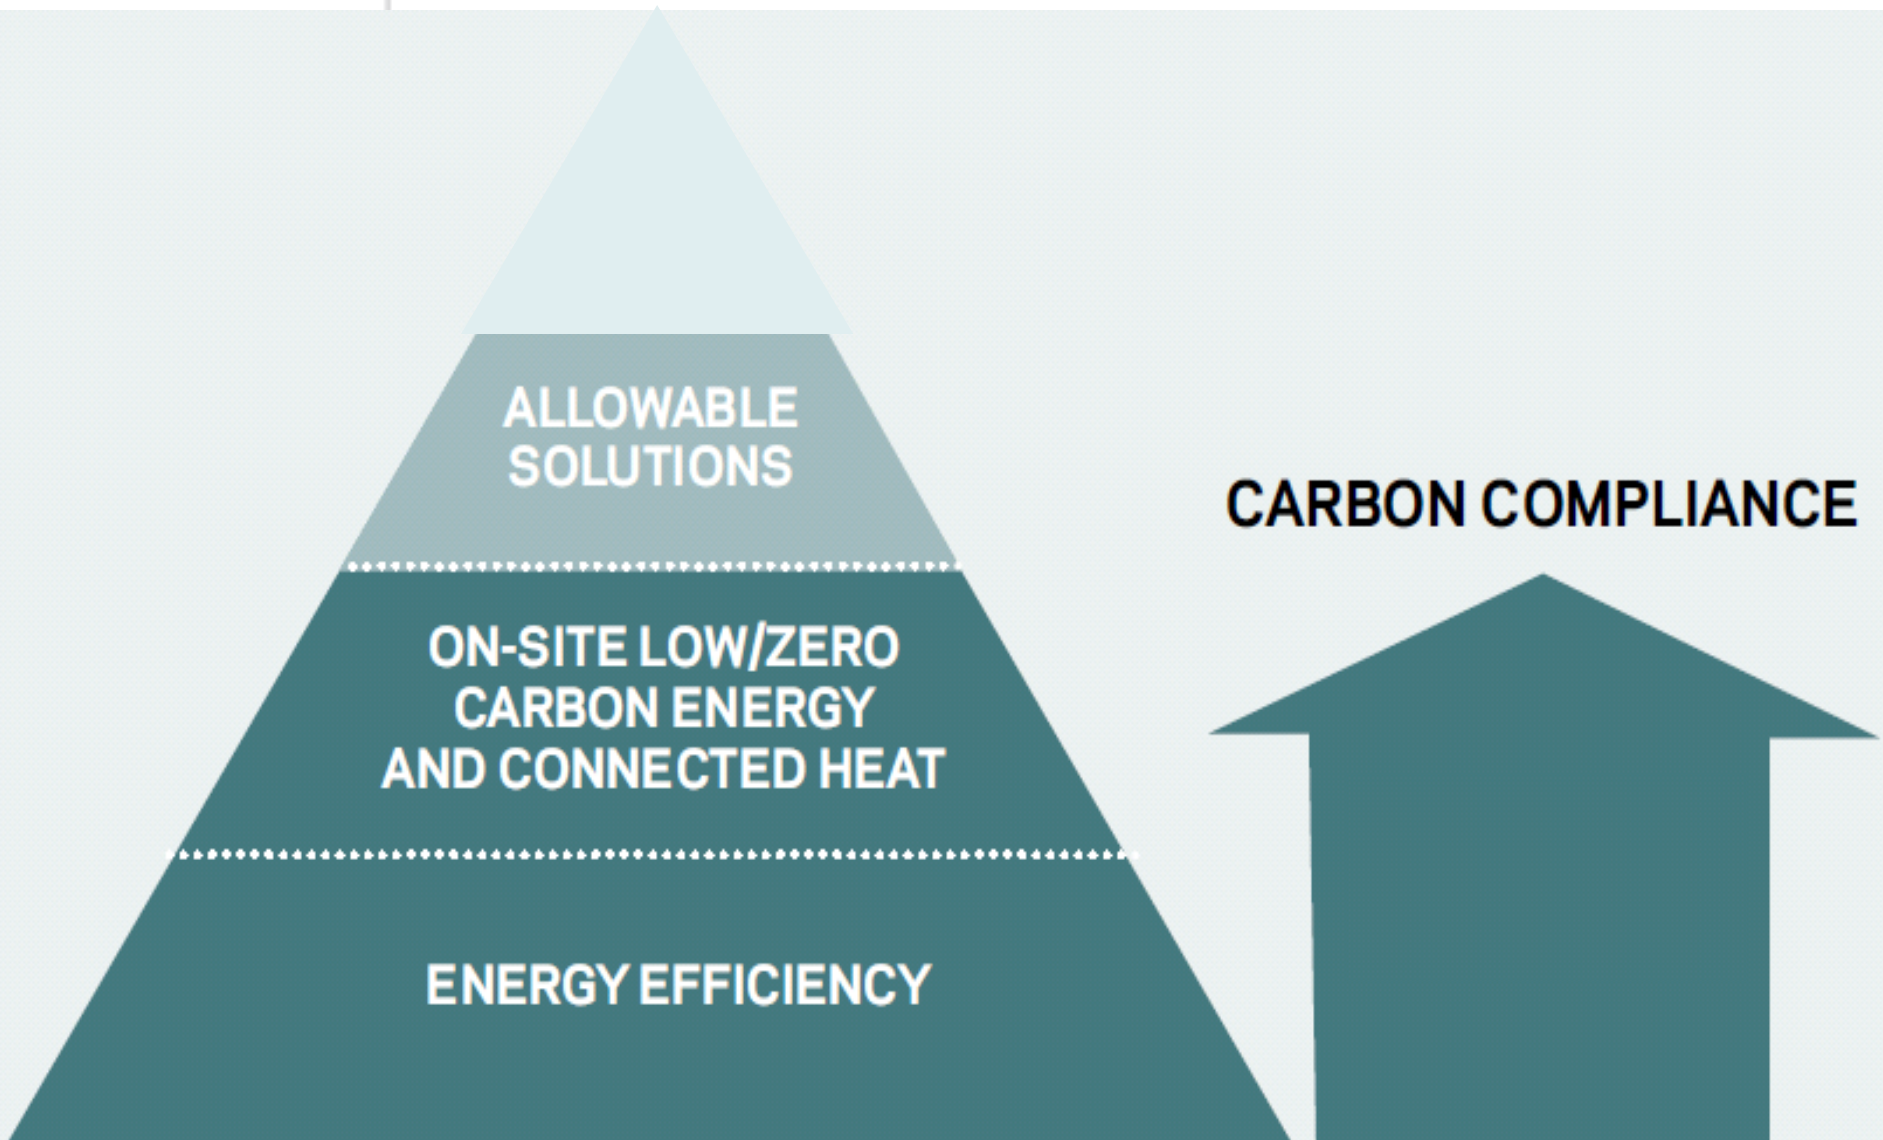 ALLOWABLE
SOLUTIONS
CARBON COMPLIANCE
ON-SITE LOW/ZERO
CARBON ENERGY
AND CONNECTED HEAT
ENERGY EFFICIENCY